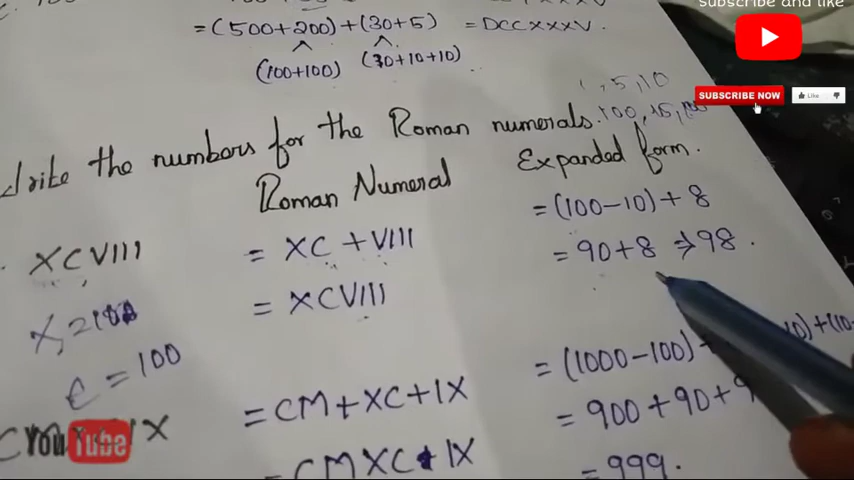 Subscribe and like
= (500+200) + (30+5) = DCCXXXV.
(100+100) (30+10+10)
SUBSCRIBE NOW
Like
1, 5, 10
write the numbers for the Roman numerals.
Roman Numeral Expanded form.
XCVIII = XC + VIII = (100-10) + 8
= XCVIII = 90+8 ⇒ 98.
C = 100
= CM + XC + IX = (1000-100)
= CMXC + IX = 900 + 90 + 9
= 999.
YouTube